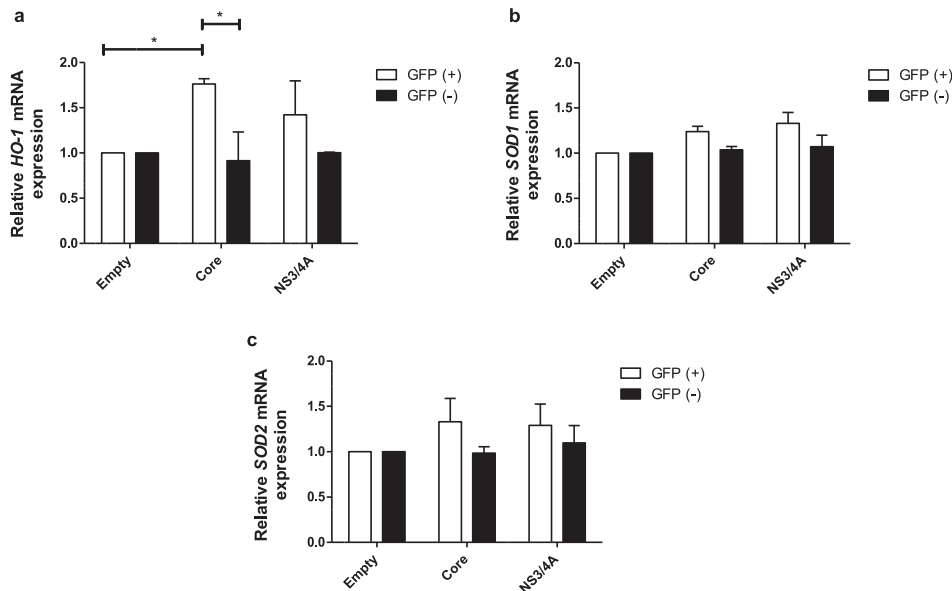 a
*
*
Relative HO-1 mRNA
expression
2.0
1.5
1.0
0.5
0.0
Empty
Core
NS3/4A
GFP (+)
GFP (-)
b
Relative SOD1 mRNA
expression
2.0
1.5
1.0
0.5
0.0
Empty
Core
NS3/4A
GFP (+)
GFP (-)
c
Relative SOD2 mRNA
expression
2.0
1.5
1.0
0.5
0.0
Empty
Core
NS3/4A
GFP (+)
GFP (-)